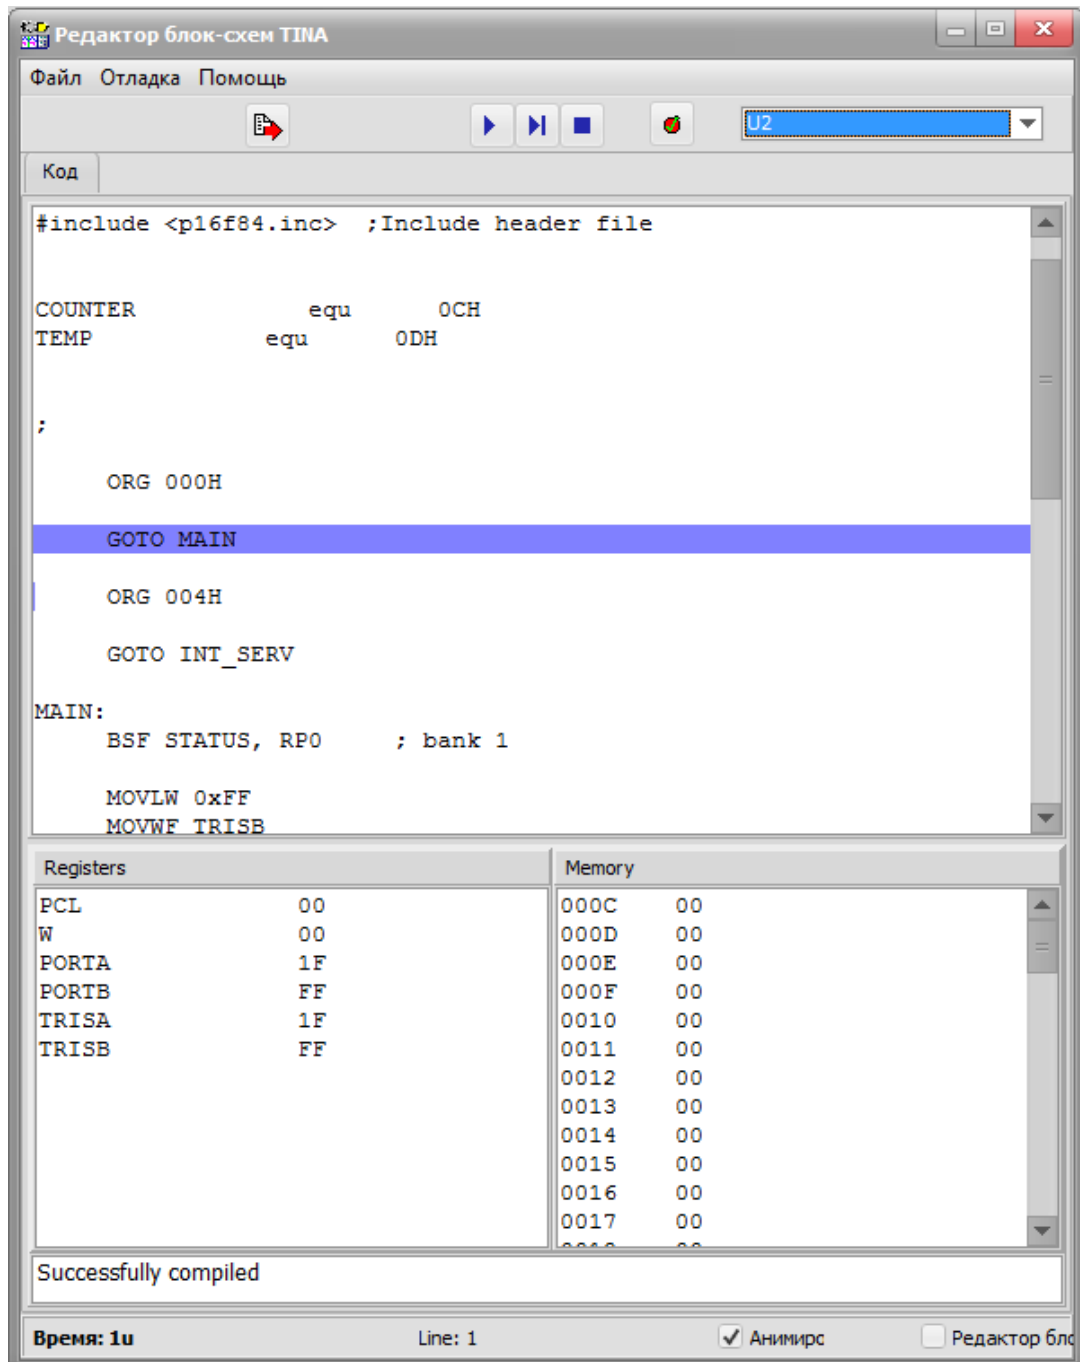 Редактор блок-схем TINA
Файл Отладка Помощь
U2
Код
#include <p16f84.inc> ;Include header file
COUNTER equ 0CH
TEMP equ 0DH
;
ORG 000H
GOTO MAIN
ORG 004H
GOTO INT_SERV
MAIN:
BSF STATUS, RP0 ; bank 1
MOVLW 0xFF
MOVWF TRISB
Registers
PCL 00
W 00
PORTA 1F
PORTB FF
TRISA 1F
TRISB FF
Memory
000C 00
000D 00
000E 00
000F 00
0010 00
0011 00
0012 00
0013 00
0014 00
0015 00
0016 00
0017 00
Successfully compiled
Время: 1u Line: 1 Анимирс Редактор бло